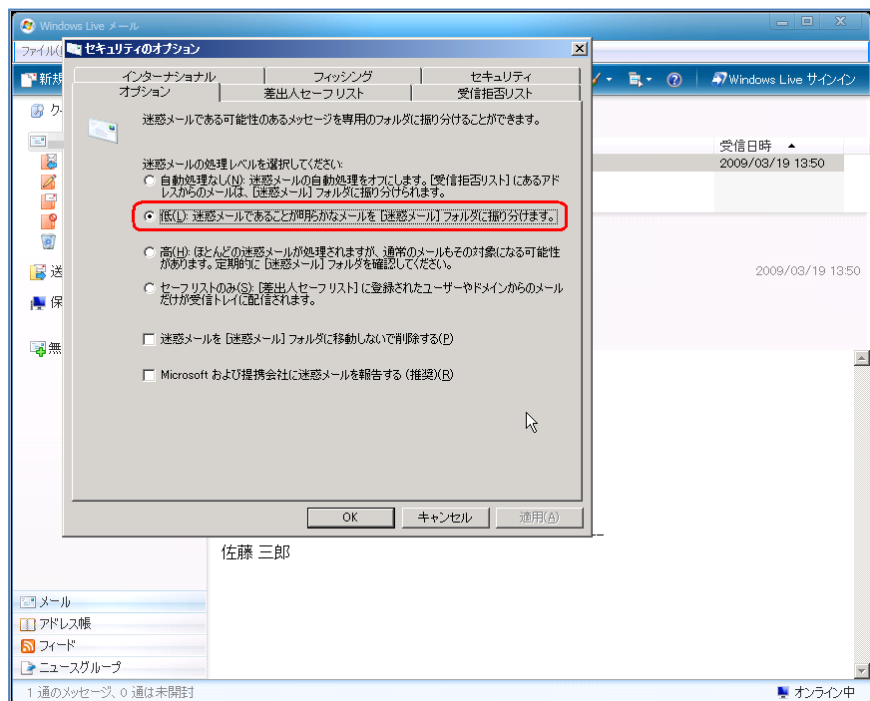 Windows Live メール
ファイル(
セキュリティのオプション
新規
Windows Live サインイン
インターナショナル
フィッシング
セキュリティ
オプション
差出人セーフ リスト
受信拒否リスト
迷惑メールである可能性のあるメッセージを専用のフォルダに振り分けることができます。
迷惑メールの処理レベルを選択してください:
自動処理なし(N): 迷惑メールの自動処理をオフにします。[受信拒否リスト] にあるアド
レスからのメールは、[迷惑メール] フォルダに振り分けられます。
低(L): 迷惑メールであることが明らかなメールを [迷惑メール] フォルダに振り分けます。
高(H): ほとんどの迷惑メールが処理されますが、通常のメールもその対象になる可能性
があります。定期的に [迷惑メール] フォルダを確認してください。
セーフ リストのみ(S): [差出人セーフ リスト] に登録されたユーザーやドメインからのメール
だけが受信トレイに配信されます。
迷惑メールを [迷惑メール] フォルダに移動しないで削除する(P)
Microsoft および提携会社に迷惑メールを報告する (推奨)(R)
OK
キャンセル
適用(A)
受信日時
2009/03/19 13:50
2009/03/19 13:50
ク
送
保
無
佐藤 三郎
メール
アドレス帳
フィード
ニュースグループ
1 通のメッセージ、0 通は未開封
オンライン中